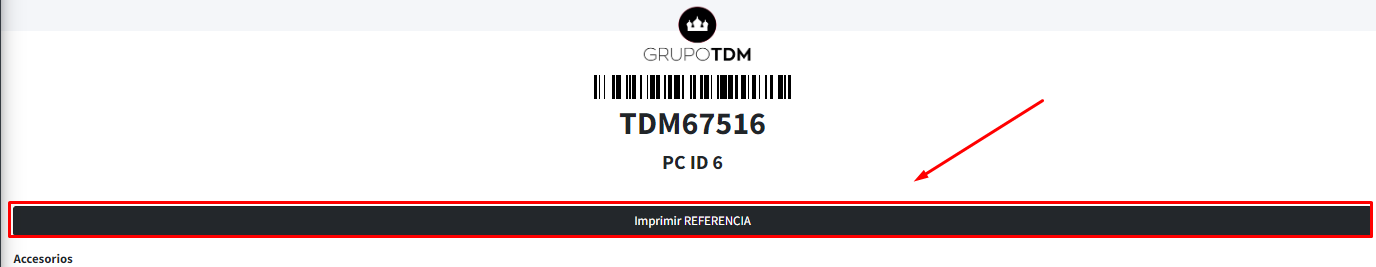 GRUPOTDM
TDM67516
PC ID 6
Imprimir REFERENCIA
Accesorios